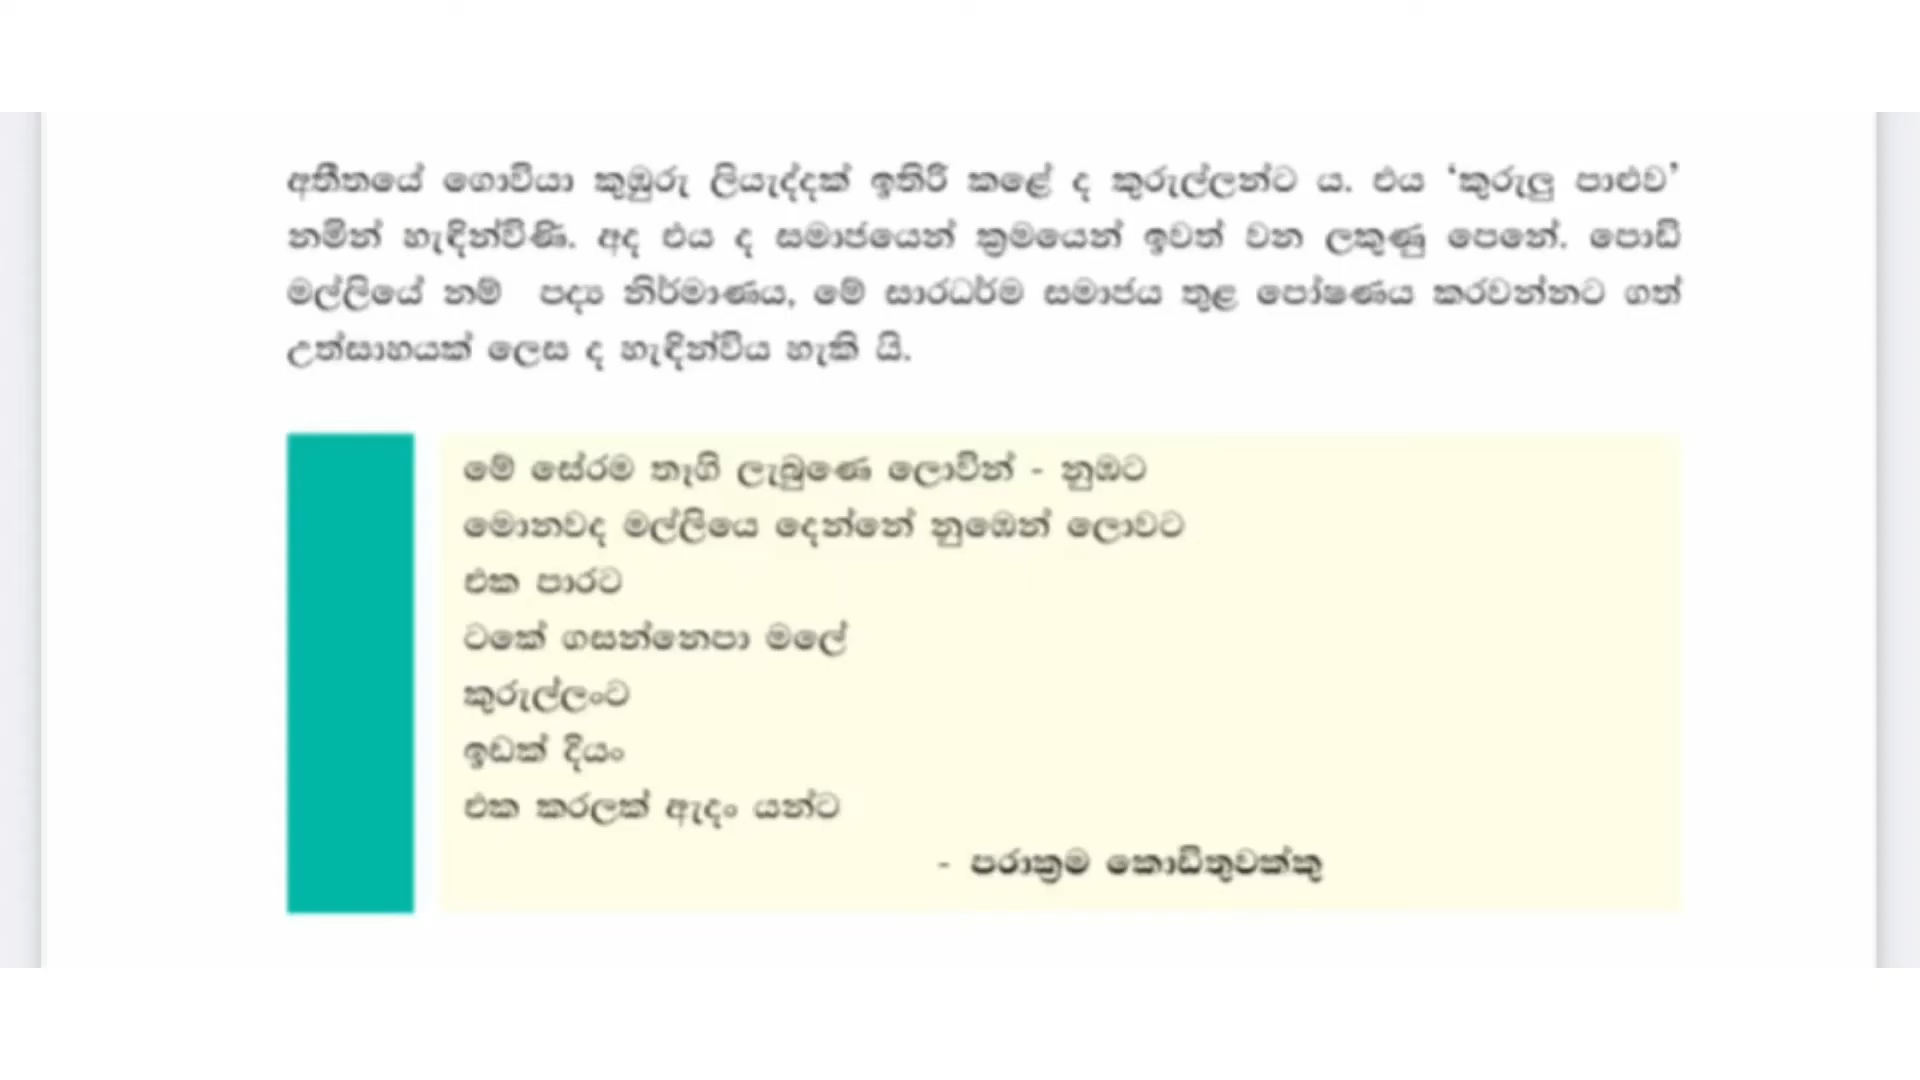 අතීතයේ ගොවියා කුඹුරු ලියැද්දක් ඉතිරි කළේ ද කුරුල්ලන්ට ය. එය ‘කුරුලු පාළුව’
නමින් හැඳින්විණි. අද එය ද සමාජයෙන් ක්‍රමයෙන් ඉවත් වන ලකුණු පෙනේ. පොඩි
මල්ලියේ නම් පද්‍ය නිර්මාණය, මේ සාරධර්ම සමාජය තුළ පෝෂණය කරවන්නට ගත්
උත්සාහයක් ලෙස ද හැඳින්විය හැකි යි.
මේ සේරම තෑගි ලැබුණෙ ලොවින් - නුඹට
මොනවද මල්ලියෙ දෙන්නේ නුඹෙන් ලොවට
එක පාරට
ටකේ ගසන්නෙපා මලේ
කුරුල්ලංට
ඉඩක් දියං
එක කරලක් ඇදං යන්ට
- පරාක්‍රම කොඩිතුවක්කු